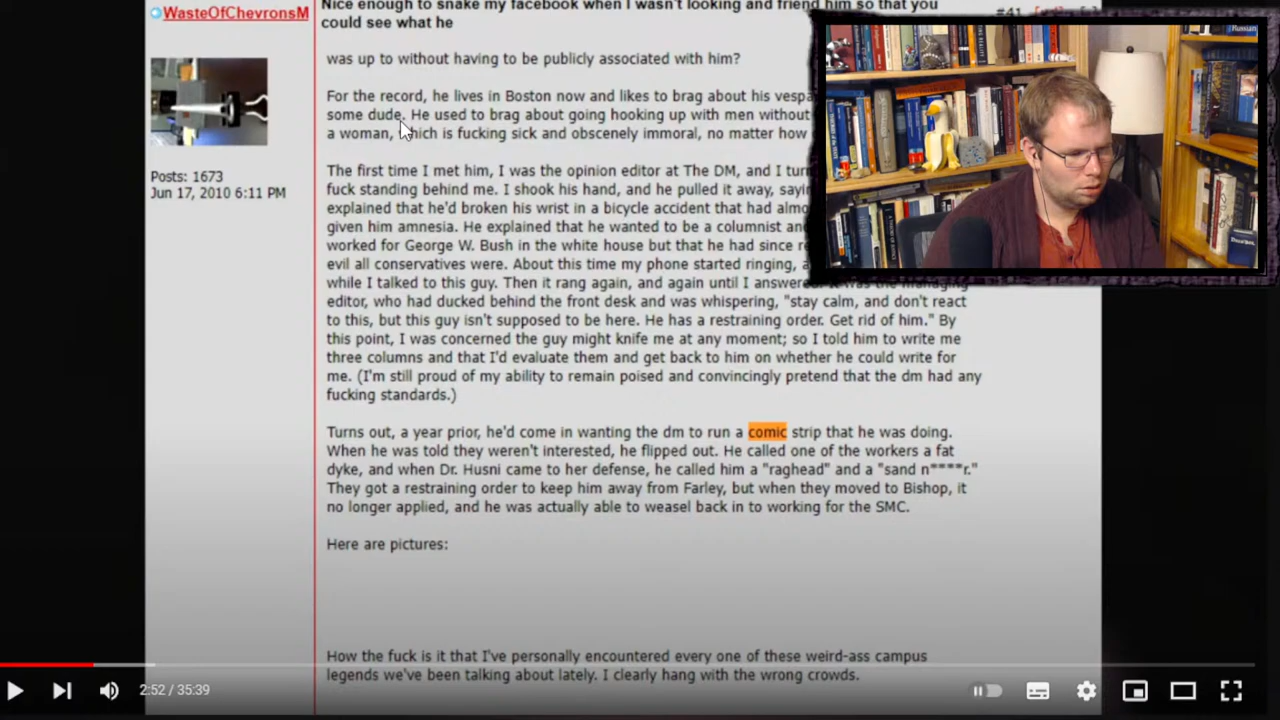 Nice enough to snake my facebook when I wasn't looking and friend him so that you
could see what he
#41
WasteOfChevronsM
Posts: 1673
Jun 17, 2010 6:11 PM
was up to without having to be publicly associated with him?
For the record, he lives in Boston now and likes to brag about his vespa
some dude. He used to brag about going hooking up with men without
a woman, which is fucking sick and obscenely immoral, no matter how
The first time I met him, I was the opinion editor at The DM, and I
fuck standing behind me. I shook his hand, and he pulled it away,
explained that he'd broken his wrist in a bicycle accident that had
given him amnesia. He explained that he wanted to be a columnist
worked for George W. Bush in the white house but that he had since
evil all conservatives were. About this time my phone started ringing,
while I talked to this guy. Then it rang again, and again until I answered.
editor, who had ducked behind the front desk and was whispering, "stay calm, and don't react
to this, but this guy isn't supposed to be here. He has a restraining order. Get rid of him." By
this point, I was concerned the guy might knife me at any moment; so I told him to write me
three columns and that I'd evaluate them and get back to him on whether he could write for
me. (I'm still proud of my ability to remain poised and convincingly pretend that the dm had any
fucking standards.)
Turns out, a year prior, he'd come in wanting the dm to run a comic strip that he was doing.
When he was told they weren't interested, he flipped out. He called one of the workers a fat
dyke, and when Dr. Husni came to her defense, he called him a "raghead" and a "sand n****r."
They got a restraining order to keep him away from Farley, but when they moved to Bishop, it
no longer applied, and he was actually able to weasel back in to working for the SMC.
Here are pictures:
How the fuck is it that I've personally encountered every one of these weird-ass campus
legends we've been talking about lately. I clearly hang with the wrong crowds.
2:52 / 35:39
Russian